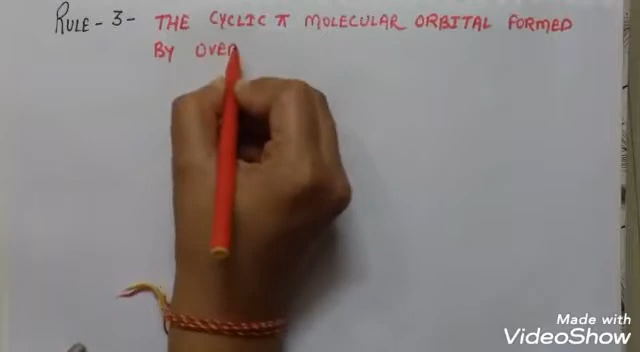 RULE - 3 - THE CYCLIC π MOLECULAR ORBITAL FORMED
BY OVER
Made with
VideoShow